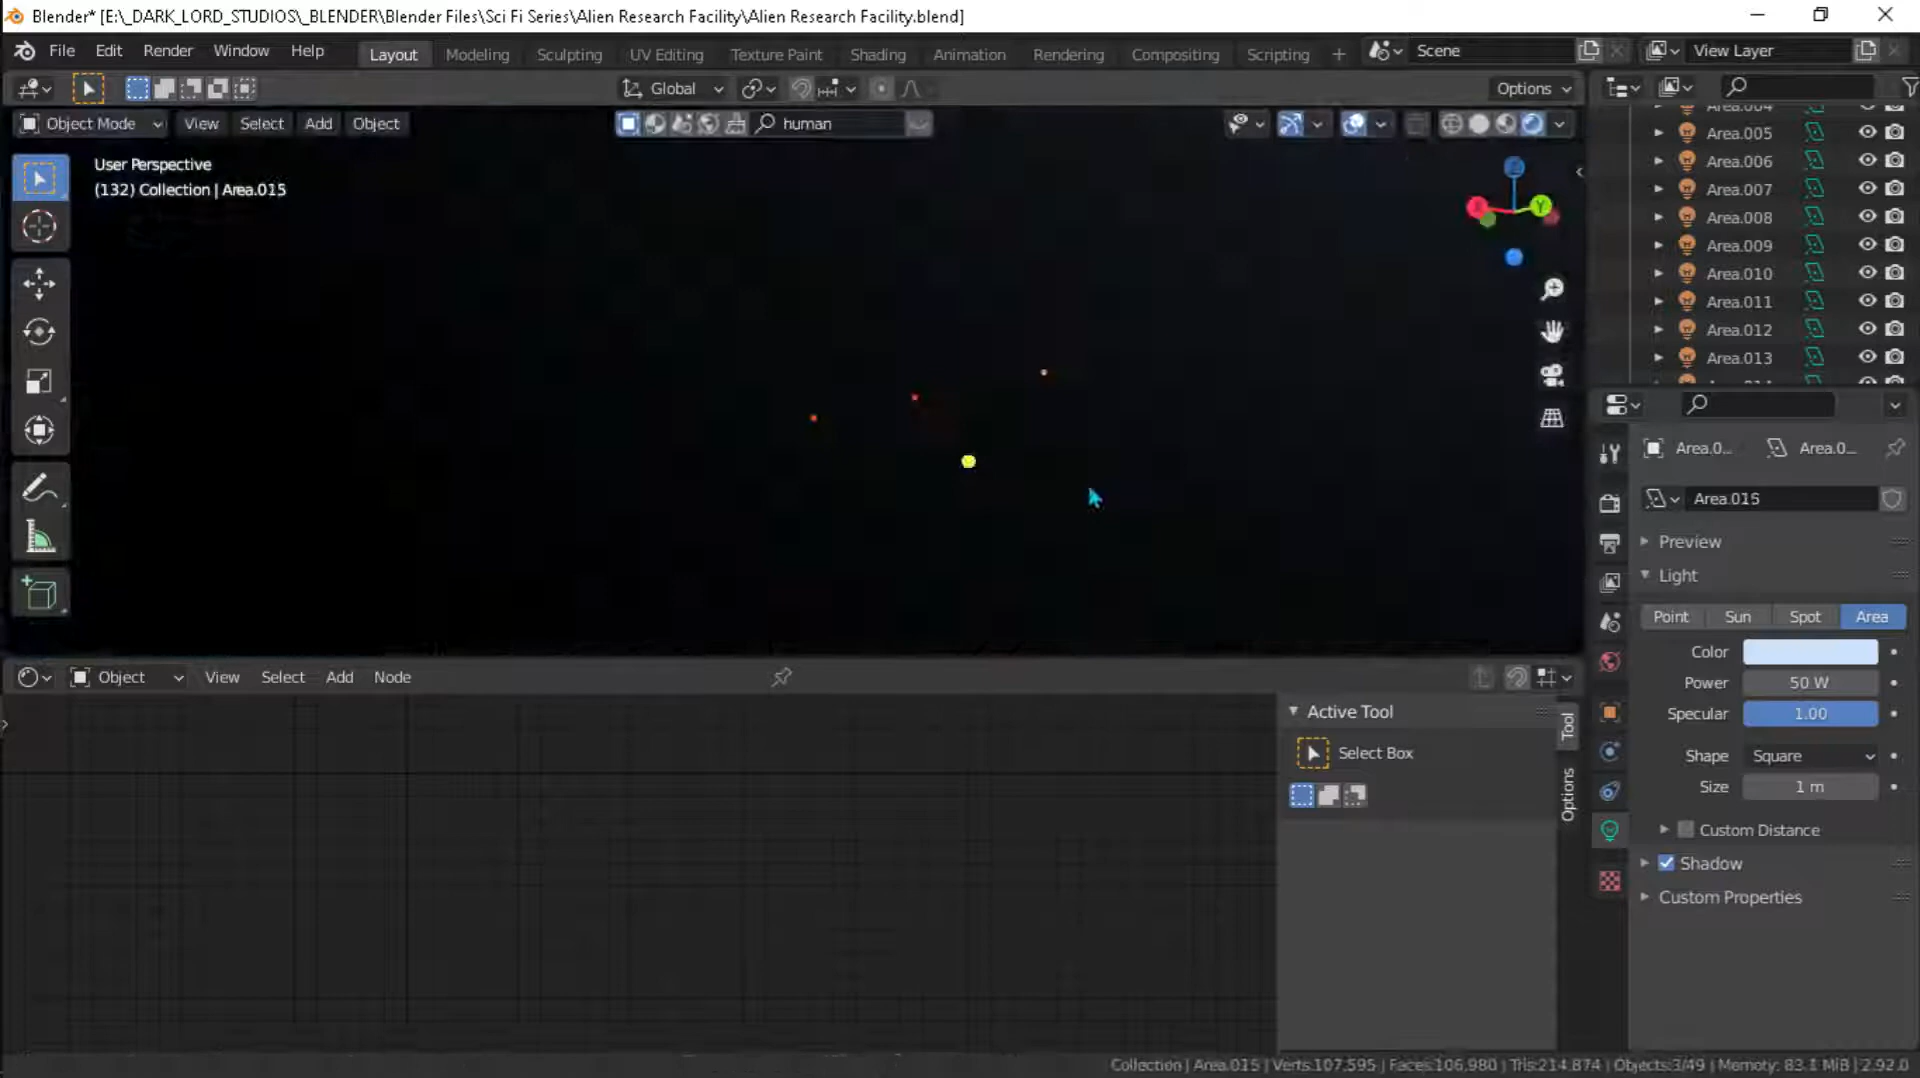 Blender* [E:\_DARK_LORD_STUDIOS\_BLENDER\Blender Files\Sci Fi Series\Alien Research Facility\Alien Research Facility.blend]
File Edit Render Window Help Layout Modeling Sculpting UV Editing Texture Paint Shading Animation Rendering Compositing Scripting + Scene View Layer
Global Options
Object Mode View Select Add Object human
User Perspective
(132) Collection | Area.015
X Y
Area.004
Area.005
Area.006
Area.007
Area.008
Area.009
Area.010
Area.011
Area.012
Area.013
Area.0... Area.0...
Area.015
Preview
Light
Point Sun Spot Area
Color
Power 50 W
Specular 1.00
Shape Square
Size 1 m
Custom Distance
Shadow
Custom Properties
Object View Select Add Node
Active Tool
Select Box
Tool
Options
Collection | Area.015 | Verts:107,595 | Faces:106,980 | Tris:214,874 | Objects:3/49 | Memory: 83.1 MiB | 2.92.0